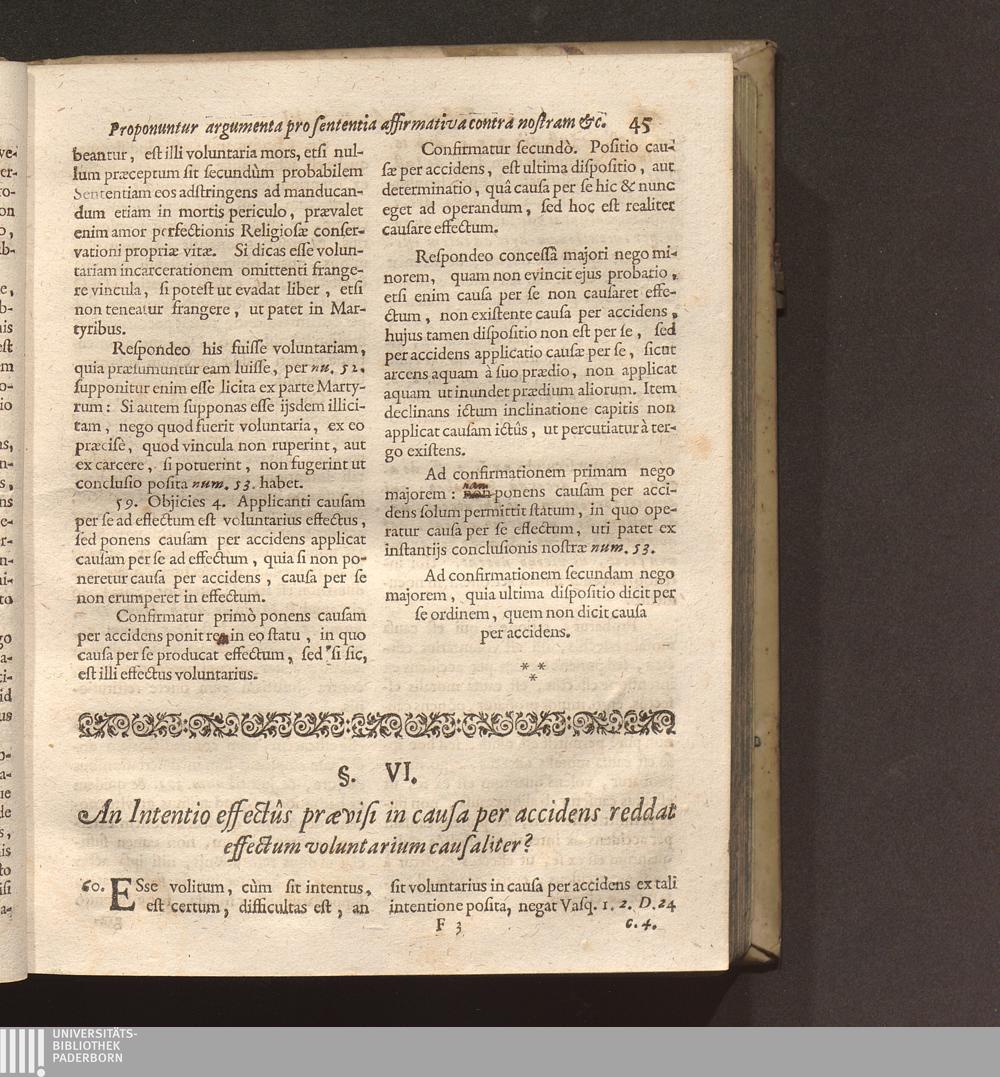 Proponuntur argumenta pro ſententia affirmativa contra noſtram &c. 45
beantur, eſt illi voluntaria mors, etſi nul-
lum præceptum ſit ſecundùm probabilem
Sententiam eos adſtringens ad manducan-
dum etiam in mortis periculo, prævalet
enim amor perfectionis Religioſæ conſer-
vationi propriæ vitæ. Si dicas eſſe volun-
tariam incarcerationem omittenti frange-
re vincula, ſi poteſt ut evadat liber, etſi
non teneatur frangere, ut patet in Mar-
tyribus.
Reſpondeo his fuiſſe voluntariam,
quia præſumuntur eam luiſſe, per nu. 52.
ſupponitur enim eſſe licita ex parte Marty-
rum: Si autem ſupponas eſſe ijsdem illici-
tam, nego quod fuerit voluntaria, ex eo
præcisè, quod vincula non ruperint, aut
ex carcere, ſi potuerint, non fugerint ut
concluſio poſita num. 53. habet.
59. Objicies 4. Applicanti cauſam
per ſe ad effectum eſt voluntarius effectus,
ſed ponens cauſam per accidens applicat
cauſam per ſe ad effectum, quia ſi non po-
neretur cauſa per accidens, cauſa per ſe
non erumperet in effectum.
Confirmatur primò ponens cauſam
per accidens ponit rem in eo ſtatu, in quo
cauſa per ſe producat effectum, ſed ſi ſic,
eſt illi effectus voluntarius.
Confirmatur ſecundò. Poſitio cau-
ſæ per accidens, eſt ultima diſpoſitio, aut
determinatio, quâ cauſa per ſe hic & nunc
eget ad operandum, ſed hoc eſt realiter
cauſare effectum.
Reſpondeo conceſſâ majori nego mi-
norem, quam non evincit ejus probatio,
etſi enim cauſa per ſe non cauſaret effe-
ctum, non exiſtente cauſa per accidens,
hujus tamen diſpoſitio non eſt per ſe, ſed
per accidens applicatio cauſæ per ſe, ſicut
arcens aquam à ſuo prædio, non applicat
aquam ut inundet prædium aliorum. Item
declinans ictum inclinatione capitis non
applicat cauſam ictûs, ut percutiatur à ter-
go exiſtens.
Ad confirmationem primam nego
nam
majorem: non ponens cauſam per acci-
dens ſolum permittit ſtatum, in quo ope-
ratur cauſa per ſe effectum, uti patet ex
inſtantijs concluſionis noſtræ num. 53.
Ad confirmationem ſecundam nego
majorem, quia ultima diſpoſitio dicit per
ſe ordinem, quem non dicit cauſa
per accidens.
* *
*
§. VI.
An Intentio effectûs præviſi in cauſa per accidens reddat
effectum voluntarium cauſaliter?
60. ESse volitum, cùm ſit intentus,
eſt certum, difficultas eſt, an
ſit voluntarius in cauſa per accidens ex tali
intentione poſita, negat Vaſq. 1. 2. D. 24
F 3 c. 4.
UNIVERSITÄTS-
BIBLIOTHEK
PADERBORN